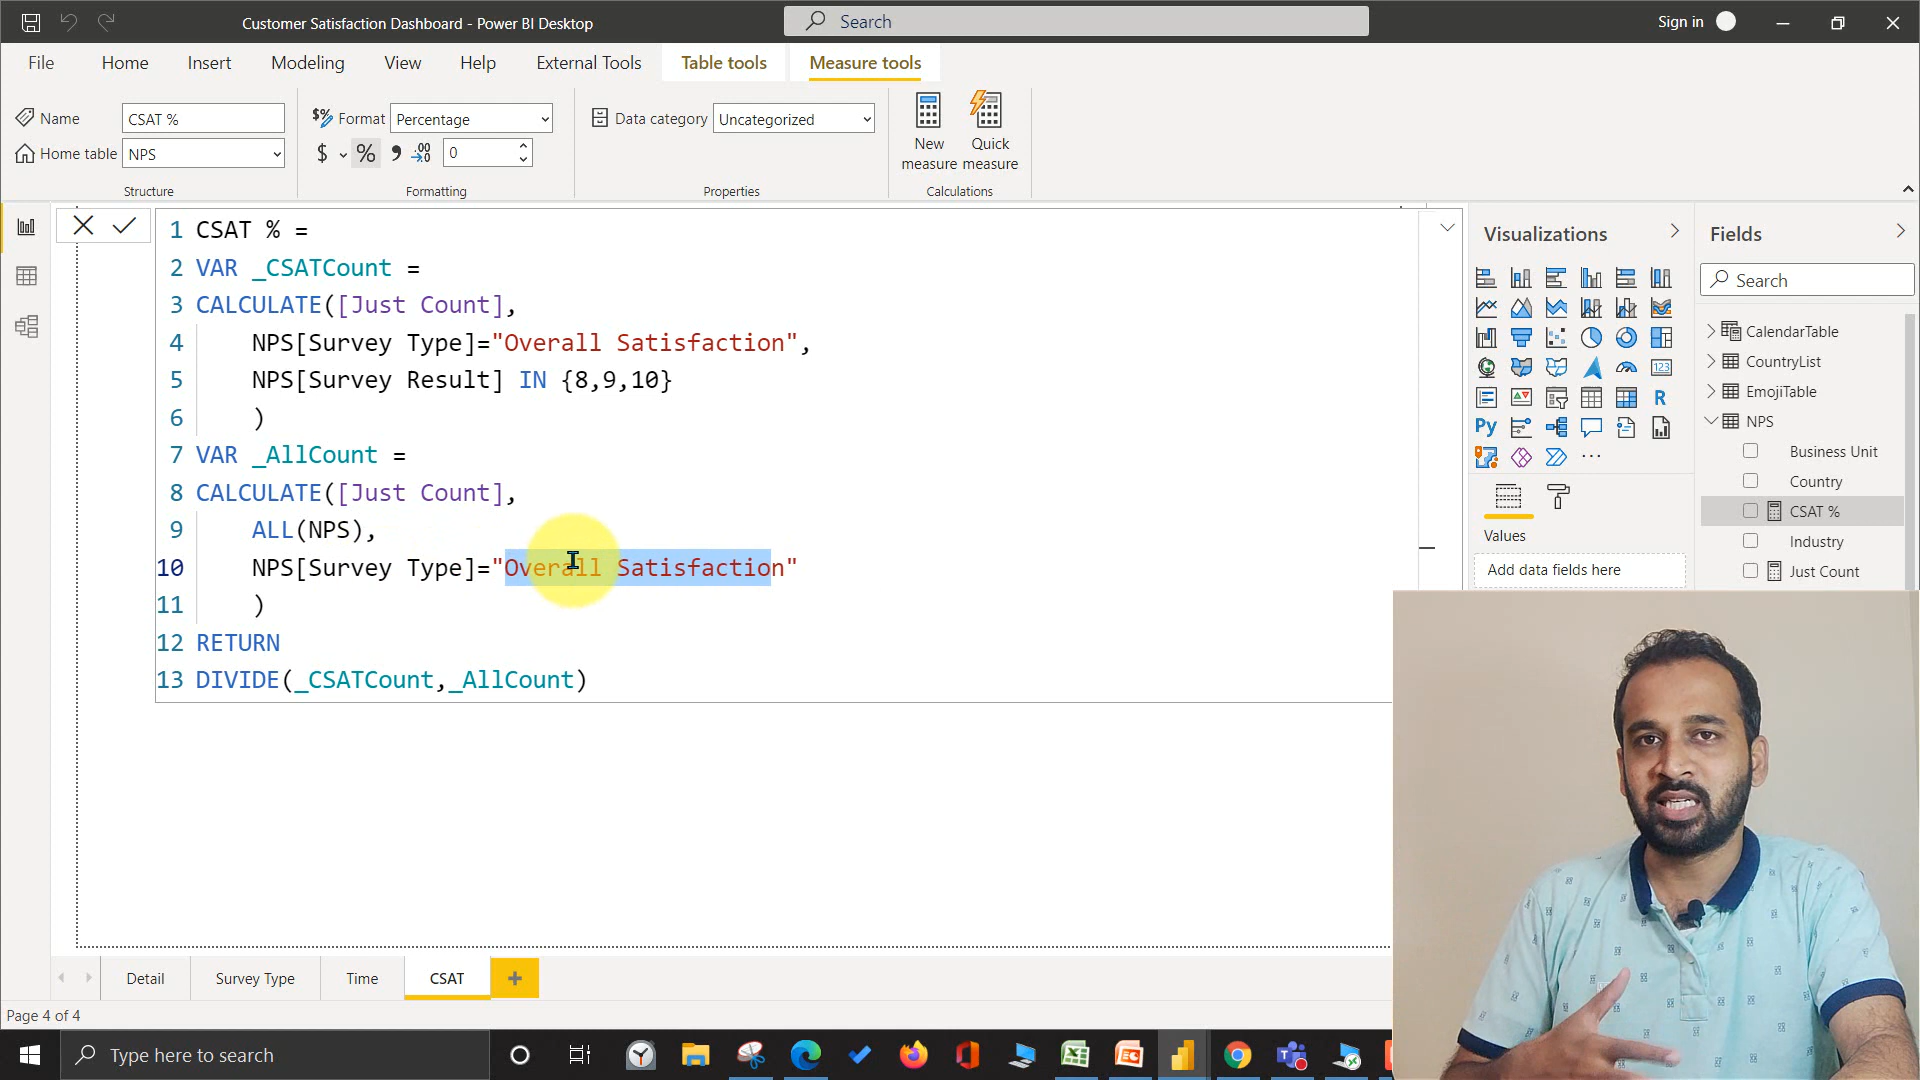 Customer Satisfaction Dashboard - Power BI Desktop
Search
Sign in
File
Home
Insert
Modeling
View
Help
External Tools
Table tools
Measure tools
Name
CSAT %
Home table
NPS
Structure
Format
Percentage
$
%
,
.00
0
Formatting
Data category
Uncategorized
Properties
New measure
Quick measure
Calculations
1 CSAT % =
2 VAR _CSATCount =
3 CALCULATE([Just Count],
4 NPS[Survey Type]="Overall Satisfaction",
5 NPS[Survey Result] IN {8,9,10}
6 )
7 VAR _AllCount =
8 CALCULATE([Just Count],
9 ALL(NPS),
10 NPS[Survey Type]="Overall Satisfaction"
11 )
12 RETURN
13 DIVIDE(_CSATCount,_AllCount)
Visualizations
123
R
Py
...
Values
Add data fields here
Fields
Search
CalendarTable
CountryList
EmojiTable
NPS
Business Unit
Country
CSAT %
Industry
Just Count
Detail
Survey Type
Time
CSAT
+
Page 4 of 4
Type here to search